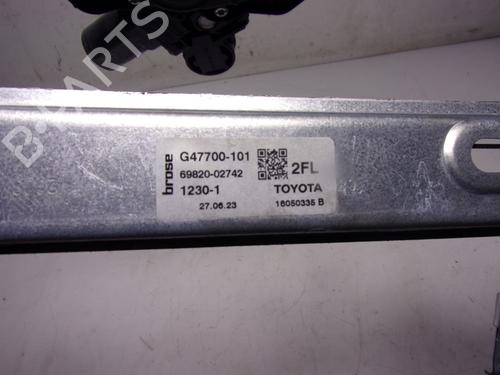 B-PARTS
brose
G47700-101
69820-02742
2FL
1230-1
TOYOTA
27.06.23
16050335 B